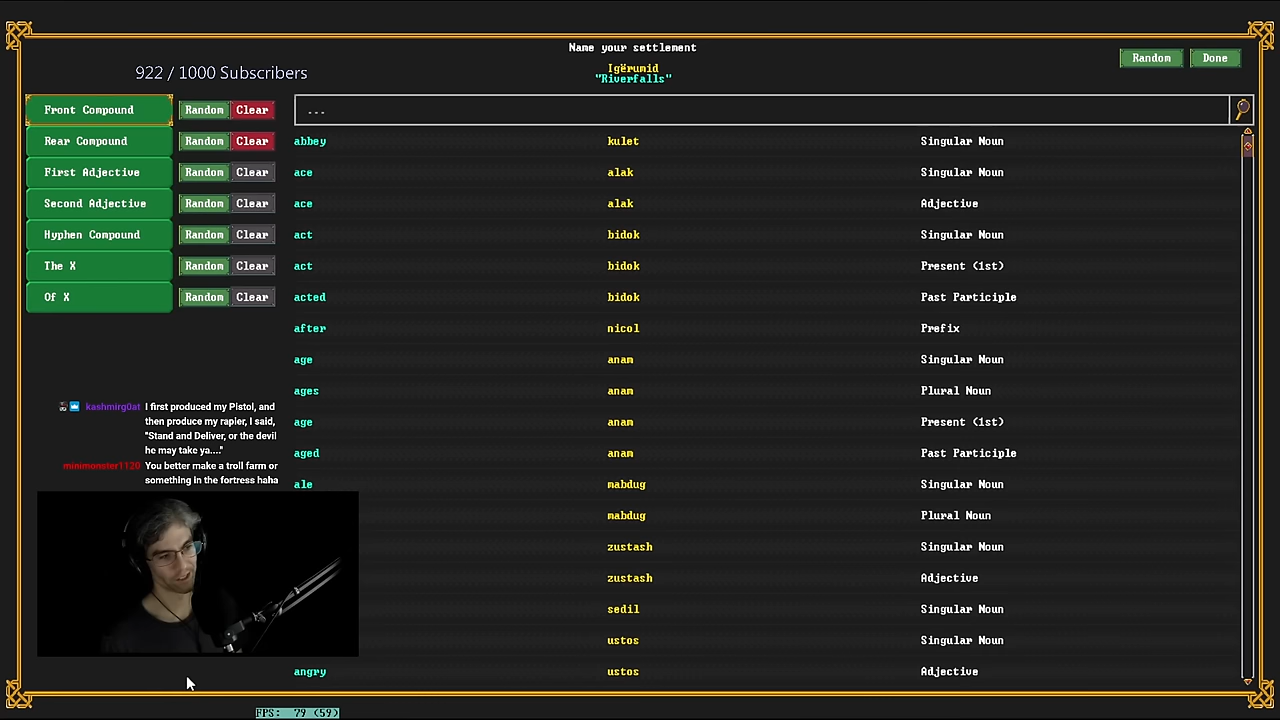 Name your settlement
Igërumid
"Riverfalls"
Random Done
922 / 1000 Subscribers
Front Compound Random Clear ...
Rear Compound Random Clear abbey kulet Singular Noun
First Adjective Random Clear ace alak Singular Noun
Second Adjective Random Clear ace alak Adjective
Hyphen Compound Random Clear act bidok Singular Noun
The X Random Clear act bidok Present (1st)
Of X Random Clear acted bidok Past Participle
after nicol Prefix
age anam Singular Noun
ages anam Plural Noun
age anam Present (1st)
aged anam Past Participle
ale mabdug Singular Noun
mabdug Plural Noun
zustash Singular Noun
zustash Adjective
sedil Singular Noun
ustos Singular Noun
angry ustos Adjective
kashmirg0at I first produced my Pistol, and
then produce my rapier, I said,
"Stand and Deliver, or the devil
he may take ya...."
minimonster1120 You better make a troll farm or
something in the fortress haha
FPS: 79 (59)